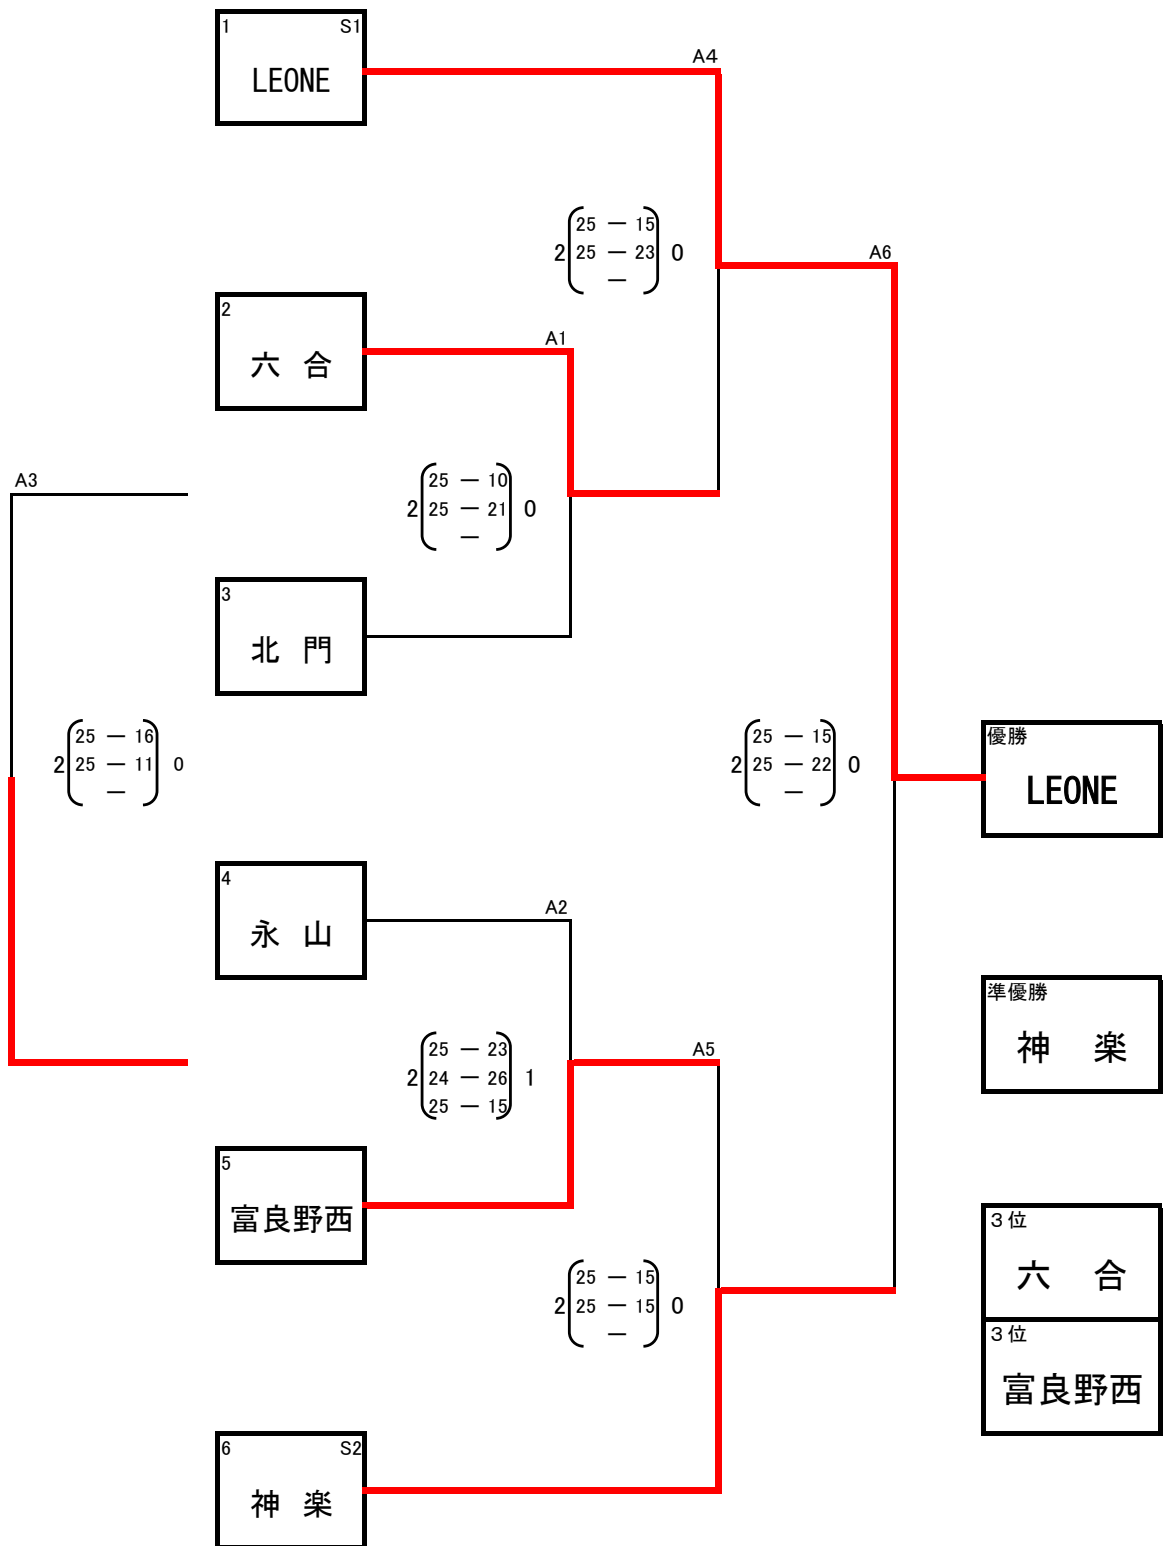 1 S1
LEONE
A4
25 － 15
2 25 － 23 0
－
A6
2
六 合
A1
A3
25 － 10
2 25 － 21 0
－
3
北 門
25 － 16
2 25 － 11 0
－
25 － 15
2 25 － 22 0
－
優勝
LEONE
4
永 山
A2
準優勝
神 楽
25 － 23
2 24 － 26 1
25 － 15
A5
5
富良野西
３位
六 合
25 － 15
2 25 － 15 0
－
３位
富良野西
6 S2
神 楽